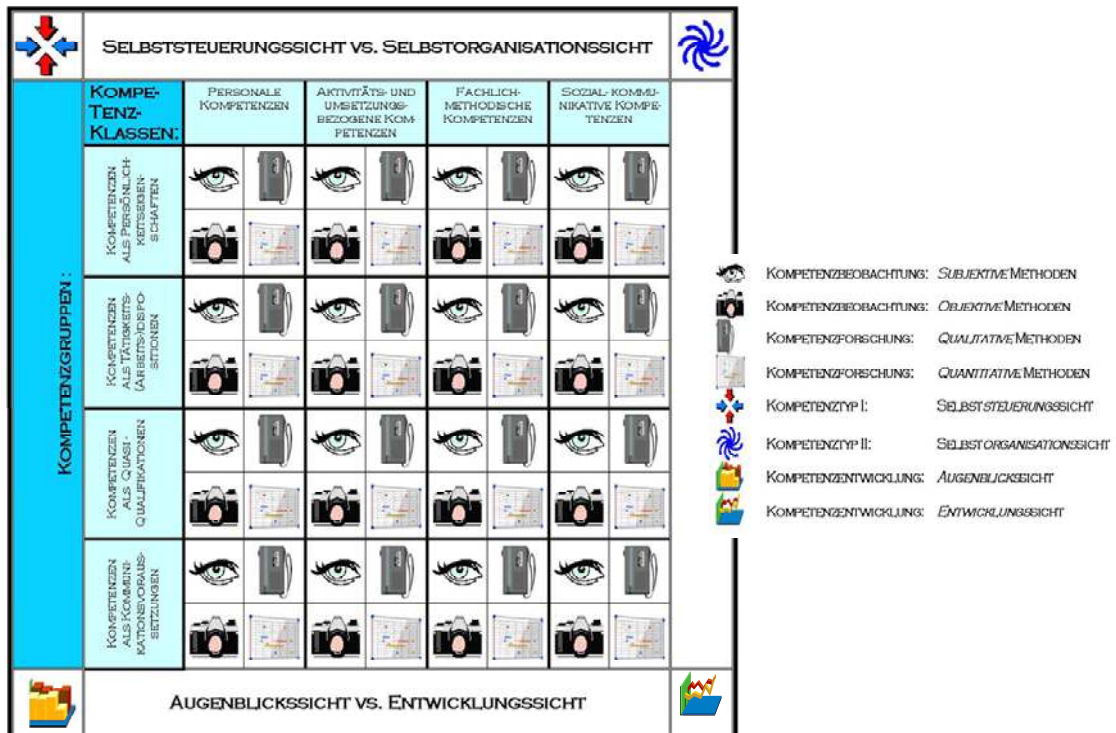 SELBSTSTEUERUNGSSICHT VS. SELBSTORGANISATIONSSICHT
KOMPE-
TENZ-
KLASSEN:
PERSONALE
KOMPETENZEN
AKTIVITÄTS- UND
UMSETZUNGS-
BEZOGENE KOM-
PETENZEN
FACHLICH-
METHODISCHE
KOMPETENZEN
SOZIAL-KOMMU-
NIKATIVE KOMPE-
TENZEN
KOMPETENZGRUPPEN:
KOMPETENZEN
ALS PERSÖNLICH-
KEITSEIGEN-
SCHAFTEN
KOMPETENZEN
ALS TÄTIGKEITS-
(ARBEITS-)DISPO-
SITIONEN
KOMPETENZEN
ALS QUASI-
QUALIFIKATIONEN
KOMPETENZEN
ALS KOMMUNI-
KATIONSVORAUS-
SETZUNGEN
AUGENBLICKSSICHT VS. ENTWICKLUNGSSICHT
KOMPETENZBEOBACHTUNG: SUBJEKTIVE METHODEN
KOMPETENZBEOBACHTUNG: OBJEKTIVE METHODEN
KOMPETENZFORSCHUNG: QUALITATIVE METHODEN
KOMPETENZFORSCHUNG: QUANTITATIVE METHODEN
KOMPETENZTYP I: SELBSTSTEUERUNGSSICHT
KOMPETENZTYP II: SELBSTORGANISATIONSSICHT
KOMPETENZENTWICKLUNG: AUGENBLICKSSICHT
KOMPETENZENTWICKLUNG: ENTWICKLUNGSSICHT